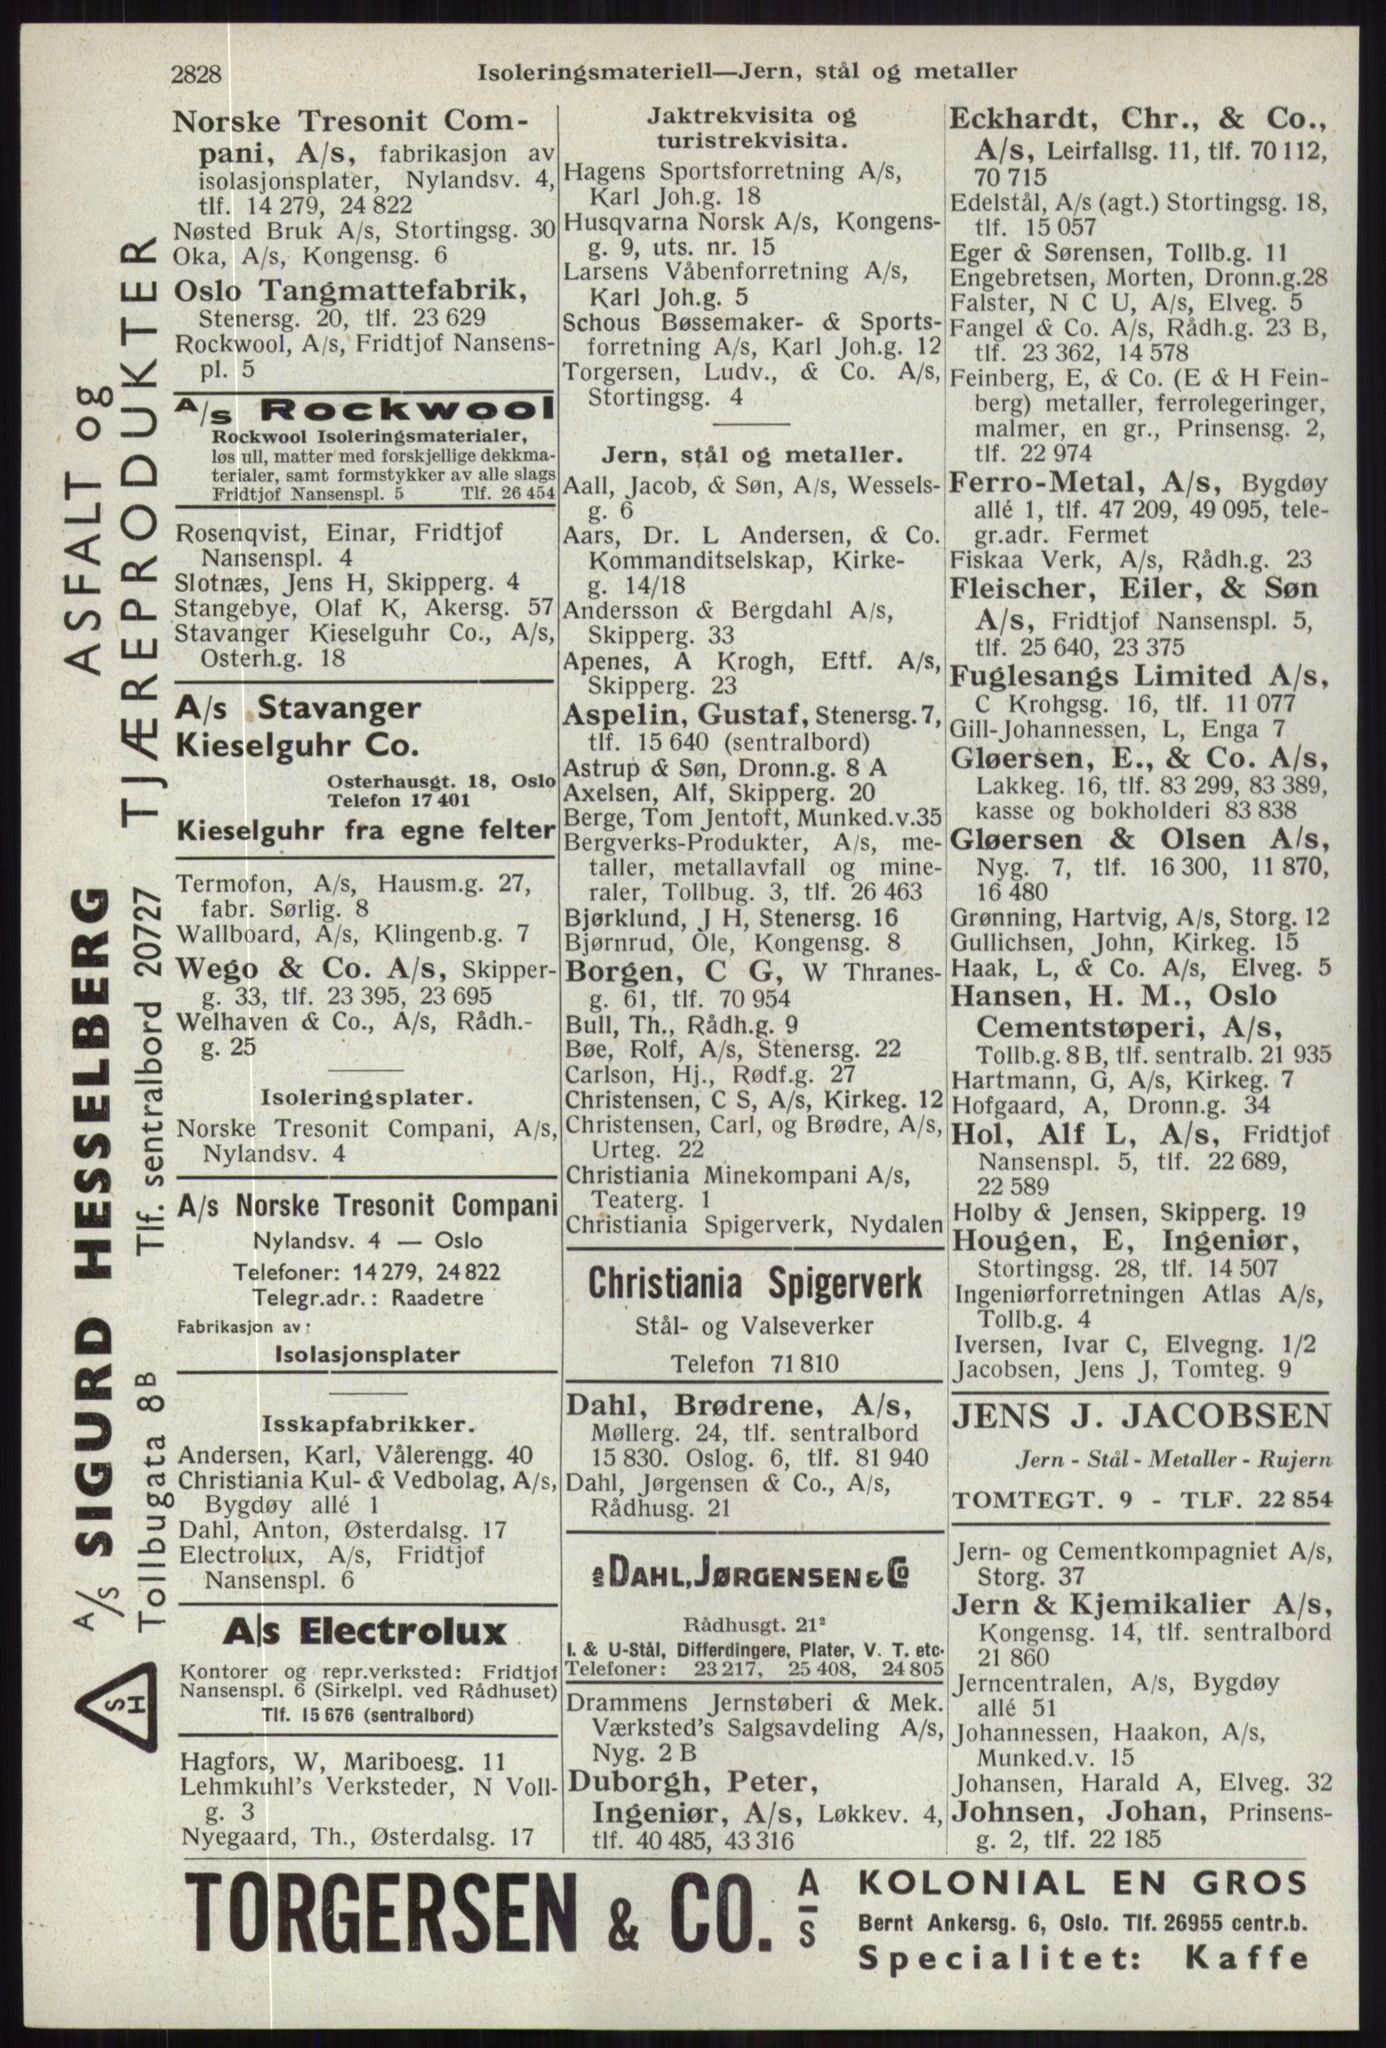 2828
Isoleringsmateriell—Jern, stål og metaller
ASFALT og
TJÆREPRODUKTER
A/S SIGURD HESSELBERG
Tollbugata 8B Tlf. sentralbord 20727
SH
Norske Tresonit Com-
pani, A/s, fabrikasjon av
isolasjonsplater, Nylandsv. 4,
tlf. 14 279, 24 822
Nøsted Bruk A/s, Stortingsg. 30
Oka, A/s, Kongensg. 6
Oslo Tangmattefabrik,
Stenersg. 20, tlf. 23 629
Rockwool, A/s, Fridtjof Nansens-
pl. 5
A/s ROCKWOOL
Rockwool Isoleringsmaterialer,
løs ull, matter med forskjellige dekkma-
terialer, samt formstykker av alle slags
Fridtjof Nansenspl. 5 Tlf. 26 454
Rosenqvist, Einar, Fridtjof
Nansenspl. 4
Slotnæs, Jens H, Skipperg. 4
Stangebye, Olaf K, Akersg. 57
Stavanger Kieselguhr Co., A/s,
Osterh.g. 18
A/s Stavanger
Kieselguhr Co.
Osterhausgt. 18, Oslo
Telefon 17 401
Kieselguhr fra egne felter
Termofon, A/s, Hausm.g. 27,
fabr. Sørlig. 8
Wallboard, A/s, Klingenb.g. 7
Wego & Co. A/s, Skipper-
g. 33, tlf. 23 395, 23 695
Welhaven & Co., A/s, Rådh.-
g. 25
Isoleringsplater.
Norske Tresonit Compani, A/s,
Nylandsv. 4
A/s Norske Tresonit Compani
Nylandsv. 4 — Oslo
Telefoner: 14 279, 24 822
Telegr.adr.: Raadetre
Fabrikasjon av:
Isolasjonsplater
Isskapfabrikker.
Andersen, Karl, Vålerengg. 40
Christiania Kul- & Vedbolag, A/s,
Bygdøy allé 1
Dahl, Anton, Østerdalsg. 17
Electrolux, A/s, Fridtjof
Nansenspl. 6
A/s Electrolux
Kontorer og repr.verksted: Fridtjof
Nansenspl. 6 (Sirkelpl. ved Rådhuset)
Tlf. 15 676 (sentralbord)
Hagfors, W, Mariboesg. 11
Lehmkuhl's Verksteder, N Voll-
g. 3
Nyegaard, Th., Østerdalsg. 17
Jaktrekvisita og
turistrekvisita.
Hagens Sportsforretning A/s,
Karl Joh.g. 18
Husqvarna Norsk A/s, Kongens-
g. 9, uts. nr. 15
Larsens Våbenforretning A/s,
Karl Joh.g. 5
Schous Bøssemaker- & Sports-
forretning A/s, Karl Joh.g. 12
Torgersen, Ludv., & Co. A/s,
Stortingsg. 4
Jern, stål og metaller.
Aall, Jacob, & Søn, A/s, Wessels-
g. 6
Aars, Dr. L Andersen, & Co.
Kommanditselskap, Kirke-
g. 14/18
Andersson & Bergdahl A/s,
Skipperg. 33
Apenes, A Krogh, Eftf. A/s,
Skipperg. 23
Aspelin, Gustaf, Stenersg. 7,
tlf. 15 640 (sentralbord)
Astrup & Søn, Dronn.g. 8 A
Axelsen, Alf, Skipperg. 20
Berge, Tom Jentoft, Munked.v.35
Bergverks-Produkter, A/s, me-
taller, metallavfall og mine-
raler, Tollbug. 3, tlf. 26 463
Bjørklund, J H, Stenersg. 16
Bjørnrud, Ole, Kongensg. 8
Borgen, C G, W Thranes-
g. 61, tlf. 70 954
Bull, Th., Rådh.g. 9
Bøe, Rolf, A/s, Stenersg. 22
Carlson, Hj., Rødf.g. 27
Christensen, C S, A/s, Kirkeg. 12
Christensen, Carl, og Brødre, A/s,
Urteg. 22
Christiania Minekompani A/s,
Teaterg. 1
Christiania Spigerverk, Nydalen
Christiania Spigerverk
Stål- og Valseverker
Telefon 71 810
Dahl, Brødrene, A/s,
Møllerg. 24, tlf. sentralbord
15 830. Oslog. 6, tlf. 81 940
Dahl, Jørgensen & Co., A/s,
Rådhusg. 21
A/S DAHL, JØRGENSEN & CO
Rådhusgt. 21²
I. & U-Stål, Differdingere, Plater, V. T. etc.
Telefoner: 23 217, 25 408, 24 805
Drammens Jernstøberi & Mek.
Værksted's Salgsavdeling A/s,
Nyg. 2 B
Duborgh, Peter,
Ingeniør, A/s, Løkkev. 4,
tlf. 40 485, 43 316
Eckhardt, Chr., & Co.,
A/s, Leirfallsg. 11, tlf. 70 112,
70 715
Edelstål, A/s (agt.) Stortingsg. 18,
tlf. 15 057
Eger & Sørensen, Tollb.g. 11
Engebretsen, Morten, Dronn.g.28
Falster, N C U, A/s, Elveg. 5
Fangel & Co. A/s, Rådh.g. 23 B,
tlf. 23 362, 14 578
Feinberg, E, & Co. (E & H Fein-
berg) metaller, ferrolegeringer,
malmer, en gr., Prinsensg. 2,
tlf. 22 974
Ferro-Metal, A/s, Bygdøy
allé 1, tlf. 47 209, 49 095, tele-
gr.adr. Fermet
Fiskaa Verk, A/s, Rådh.g. 23
Fleischer, Eiler, & Søn
A/s, Fridtjof Nansenspl. 5,
tlf. 25 640, 23 375
Fuglesangs Limited A/s,
C Krohgsg. 16, tlf. 11 077
Gill-Johannessen, L, Enga 7
Gløersen, E., & Co. A/s,
Lakkeg. 16, tlf. 83 299, 83 389,
kasse og bokholderi 83 838
Gløersen & Olsen A/s,
Nyg. 7, tlf. 16 300, 11 870,
16 480
Grønning, Hartvig, A/s, Storg. 12
Gullichsen, John, Kirkeg. 15
Haak, L, & Co. A/s, Elveg. 5
Hansen, H. M., Oslo
Cementstøperi, A/s,
Tollb.g. 8 B, tlf. sentralb. 21 935
Hartmann, G, A/s, Kirkeg. 7
Hofgaard, A, Dronn.g. 34
Hol, Alf L, A/s, Fridtjof
Nansenspl. 5, tlf. 22 689,
22 589
Holby & Jensen, Skipperg. 19
Hougen, E, Ingeniør,
Stortingsg. 28, tlf. 14 507
Ingeniørforretningen Atlas A/s,
Tollb.g. 4
Iversen, Ivar C, Elvegng. 1/2
Jacobsen, Jens J, Tomteg. 9
JENS J. JACOBSEN
Jern - Stål - Metaller - Rujern
TOMTEGT. 9 - TLF. 22 854
Jern- og Cementkompagniet A/s,
Storg. 37
Jern & Kjemikalier A/s,
Kongensg. 14, tlf. sentralbord
21 860
Jerncentralen, A/s, Bygdøy
allé 51
Johannessen, Haakon, A/s,
Munked.v. 15
Johansen, Harald A, Elveg. 32
Johnsen, Johan, Prinsens-
g. 2, tlf. 22 185
TORGERSEN & CO. A/S
KOLONIAL EN GROS
Bernt Ankersg. 6, Oslo. Tlf. 26955 centr.b.
Specialitet: Kaffe